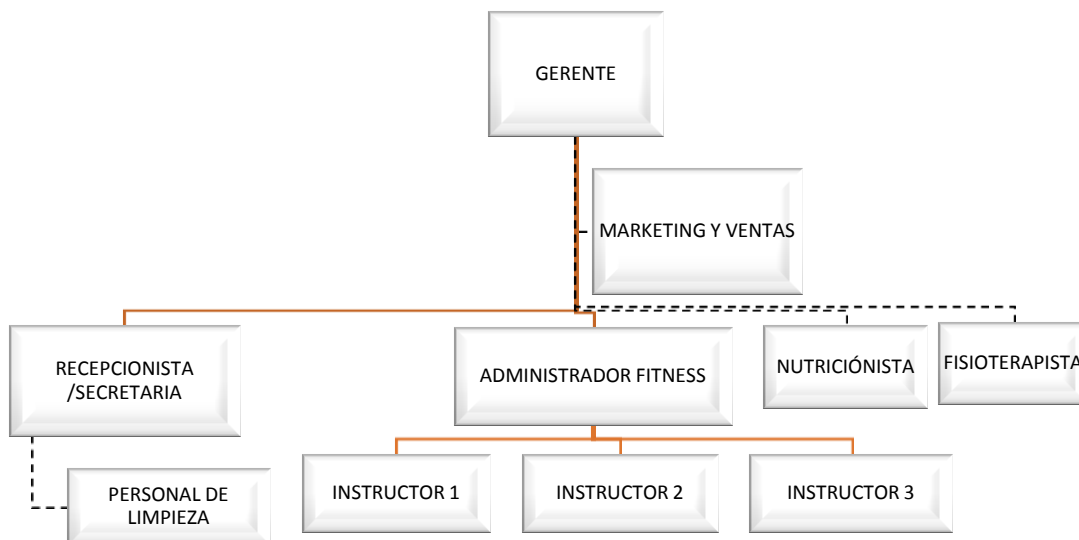 GERENTE
MARKETING Y VENTAS
RECEPCIONISTA
/SECRETARIA
ADMINISTRADOR FITNESS
NUTRICIÓNISTA
FISIOTERAPISTA
PERSONAL DE
LIMPIEZA
INSTRUCTOR 1
INSTRUCTOR 2
INSTRUCTOR 3